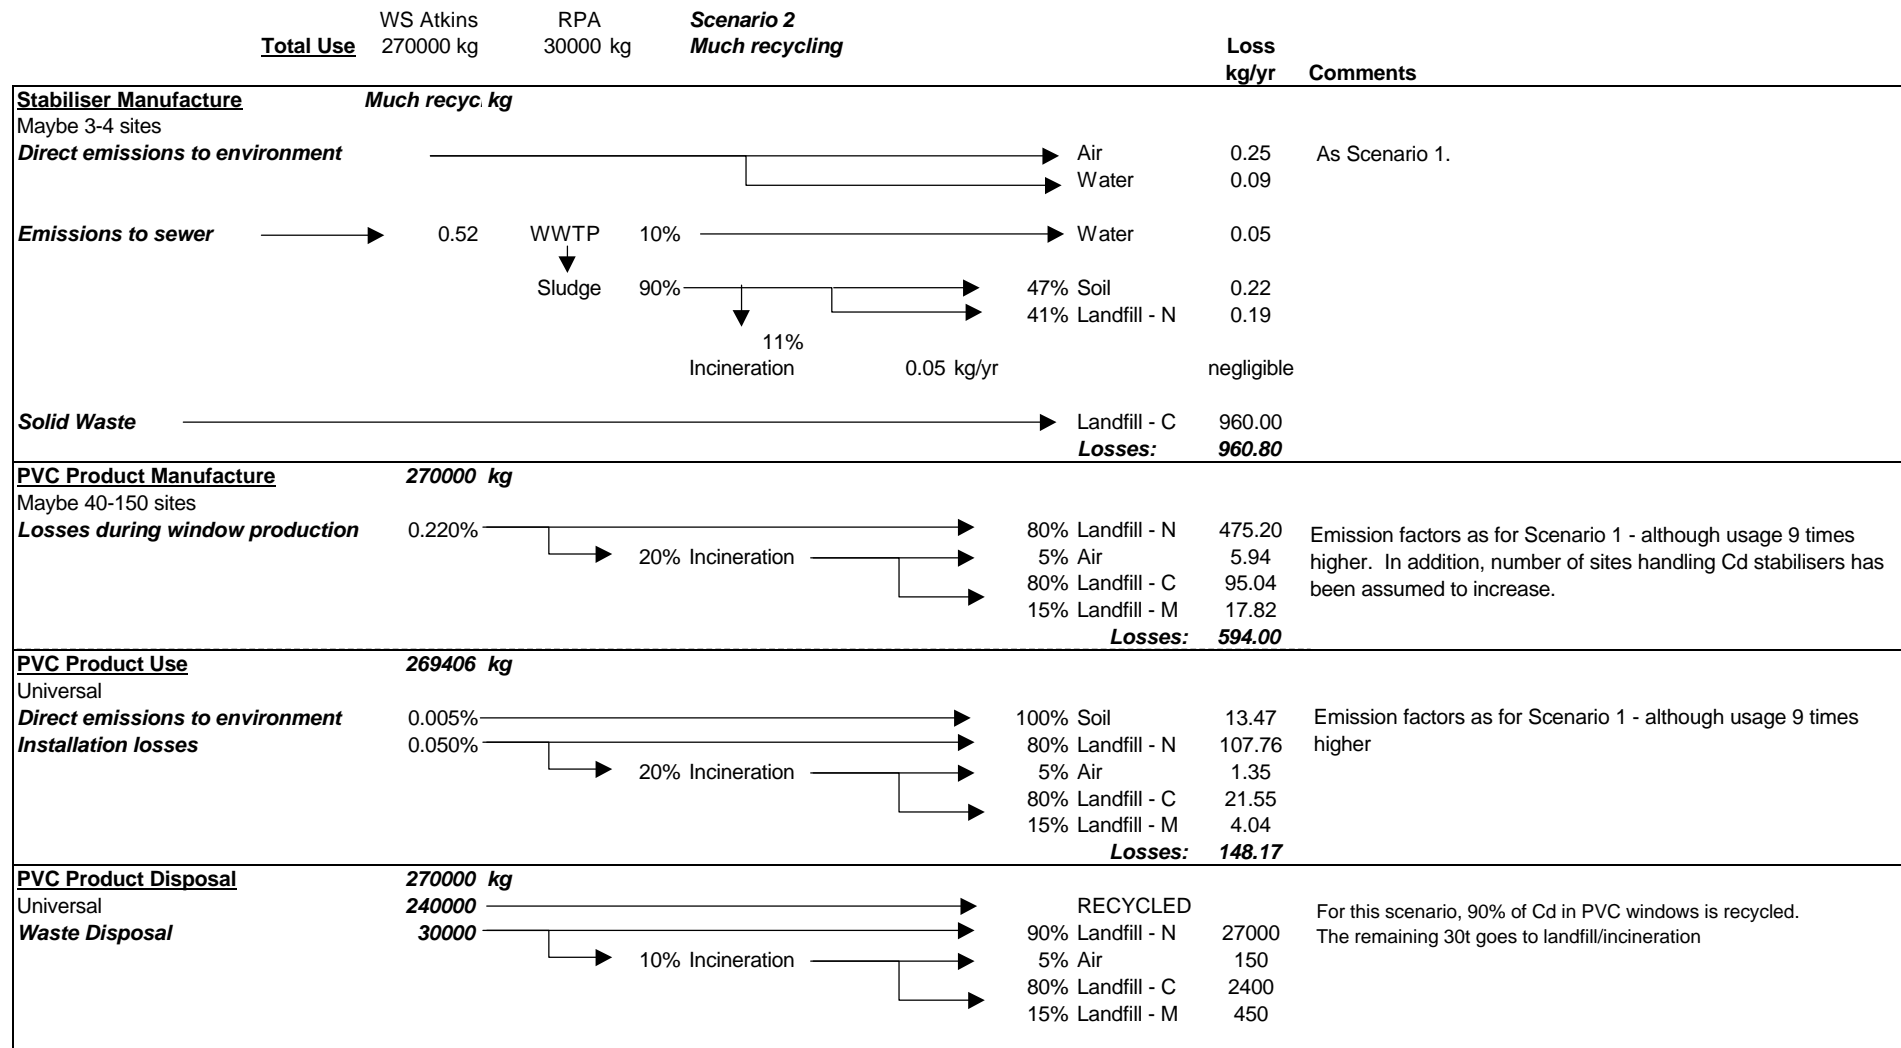 WS Atkins RPA Scenario 2
Total Use 270000 kg 30000 kg Much recycling Loss
kg/yr Comments
Stabiliser Manufacture Much recyc. kg
Maybe 3-4 sites
Direct emissions to environment Air 0.25 As Scenario 1.
Water 0.09
Emissions to sewer 0.52 WWTP 10% Water 0.05
Sludge 90% 47% Soil 0.22
41% Landfill - N 0.19
11%
Incineration 0.05 kg/yr negligible
Solid Waste Landfill - C 960.00
Losses: 960.80
PVC Product Manufacture 270000 kg
Maybe 40-150 sites
Losses during window production 0.220% 80% Landfill - N 475.20 Emission factors as for Scenario 1 - although usage 9 times
20% Incineration 5% Air 5.94 higher. In addition, number of sites handling Cd stabilisers has
80% Landfill - C 95.04 been assumed to increase.
15% Landfill - M 17.82
Losses: 594.00
PVC Product Use 269406 kg
Universal
Direct emissions to environment 0.005% 100% Soil 13.47 Emission factors as for Scenario 1 - although usage 9 times
Installation losses 0.050% 80% Landfill - N 107.76 higher
20% Incineration 5% Air 1.35
80% Landfill - C 21.55
15% Landfill - M 4.04
Losses: 148.17
PVC Product Disposal 270000 kg
Universal 240000 RECYCLED For this scenario, 90% of Cd in PVC windows is recycled.
Waste Disposal 30000 90% Landfill - N 27000 The remaining 30t goes to landfill/incineration
10% Incineration 5% Air 150
80% Landfill - C 2400
15% Landfill - M 450